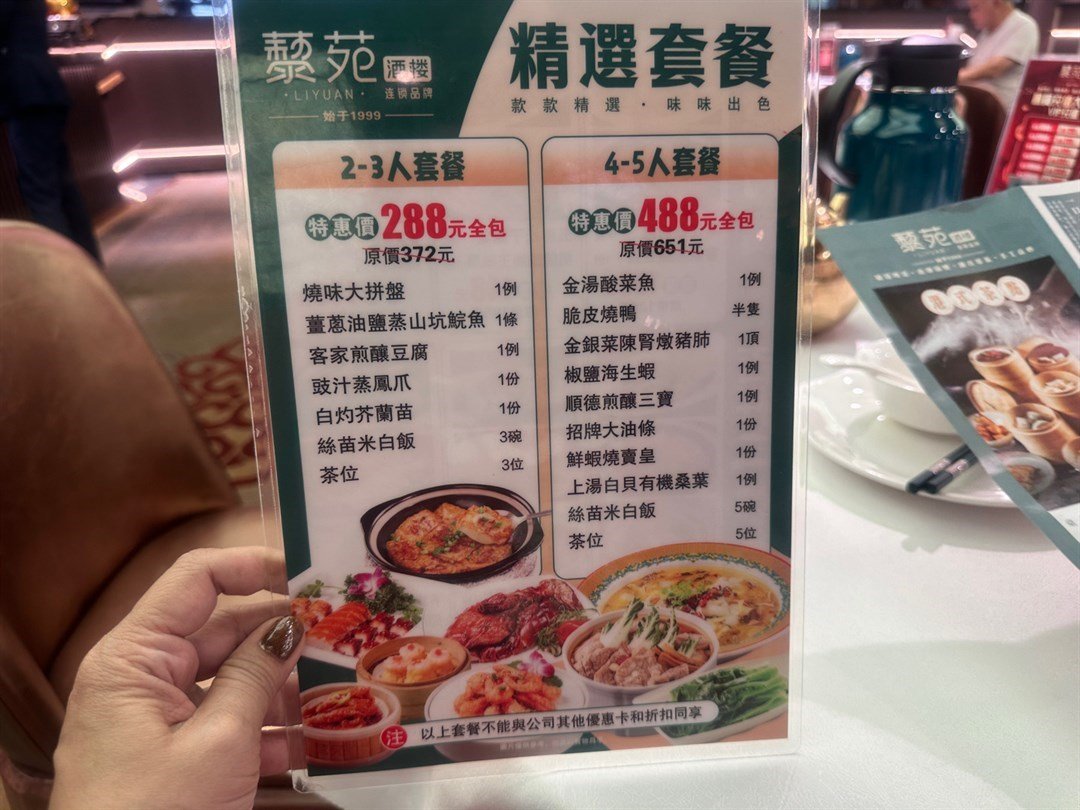 藜苑 酒楼
·LIYUAN· 连锁品牌
始于1999
精選套餐
款款精選·味味出色
2-3人套餐
特惠價288元全包
原價372元
燒味大拼盤 1例
薑蔥油鹽蒸山坑鯇魚 1條
客家煎釀豆腐 1例
豉汁蒸鳳爪 1份
白灼芥蘭苗 1份
絲苗米白飯 3碗
茶位 3位
4-5人套餐
特惠價488元全包
原價651元
金湯酸菜魚 1例
脆皮燒鴨 半隻
金銀菜陳腎燉豬肺 1頂
椒鹽海生蝦 1例
順德煎釀三寶 1例
招牌大油條 1份
鮮蝦燒賣皇 1份
上湯白貝有機桑葉 1例
絲苗米白飯 5碗
茶位 5位
注 以上套餐不能與公司其他優惠卡和折扣同享
藜苑
港式茶點